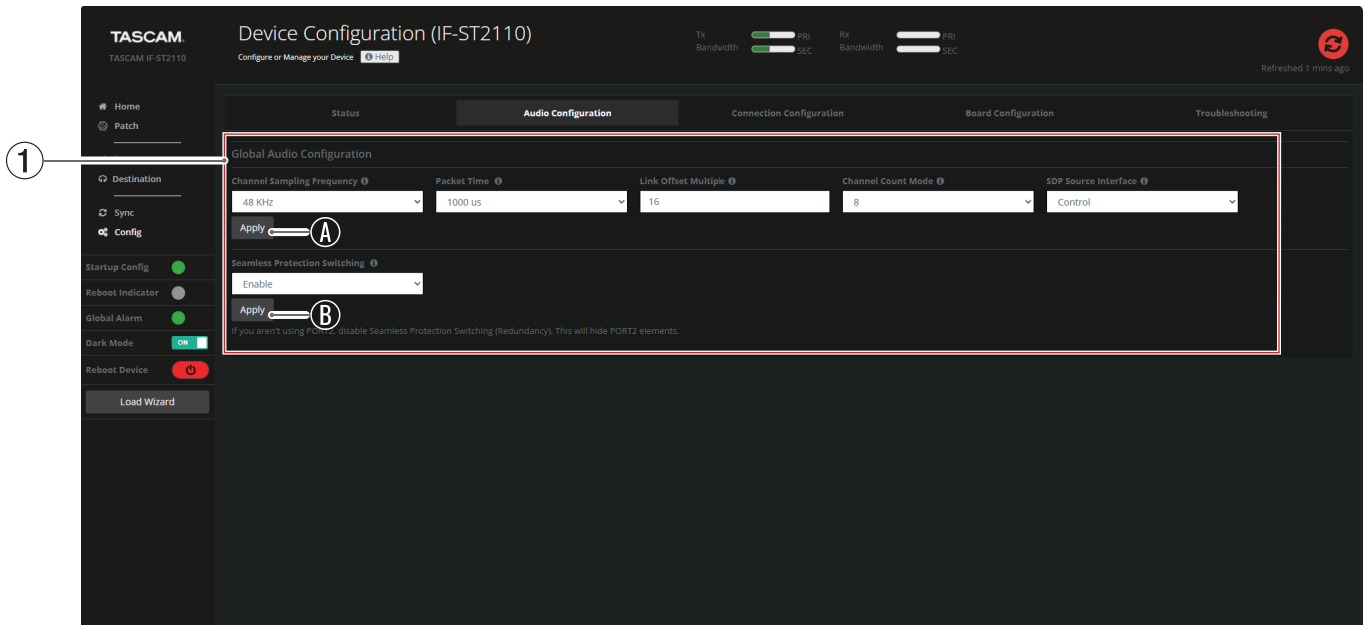 TASCAM.
TASCAM IF-ST2110
Device Configuration (IF-ST2110)
Configure or Manage your Device Help
Tx Bandwidth PRI SEC
Rx Bandwidth PRI SEC
Refreshed 1 mins ago
Home
Patch
Destination
Sync
Config
Startup Config
Reboot Indicator
Global Alarm
Dark Mode ON
Reboot Device
Load Wizard
Status Audio Configuration Connection Configuration Board Configuration Troubleshooting
1
Global Audio Configuration
Channel Sampling Frequency Packet Time Link Offset Multiple Channel Count Mode SDP Source Interface
48 KHz 1000 us 16 8 Control
Apply A
Seamless Protection Switching
Enable
Apply B
If you aren't using PORT2, disable Seamless Protection Switching (Redundancy). This will hide PORT2 elements.